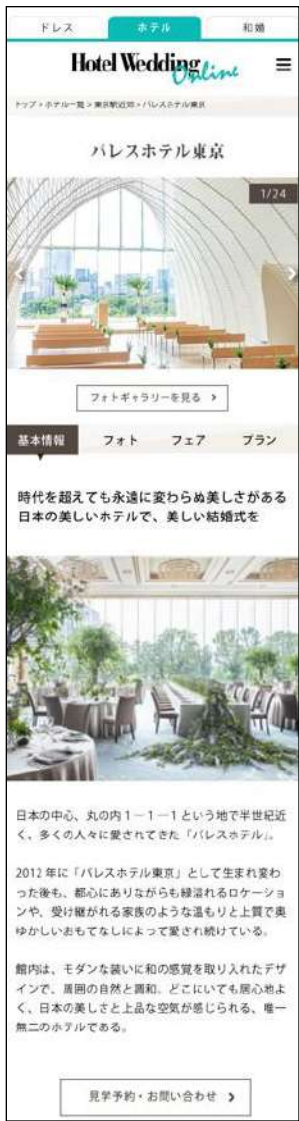 ドレス
ホテル
和婚
Hotel Wedding Online
トップ > ホテル一覧 > 東京駅近郊 > パレスホテル東京
パレスホテル東京
1/24
フォトギャラリーを見る >
基本情報
フォト
フェア
プラン
時代を超えても永遠に変わらぬ美しさがある
日本の美しいホテルで、美しい結婚式を
日本の中心、丸の内1-1-1という地で半世紀近
く、多くの人々に愛されてきた「パレスホテル」。
2012年に「パレスホテル東京」として生まれ変わ
った後も、都心にありながらも緑溢れるロケーショ
ンや、受け継がれる家族のような温もりと上質で奥
ゆかしいおもてなしによって愛され続けている。
館内は、モダンな装いに和の感覚を取り入れたデザ
インで、周囲の自然と調和。どこにいても居心地よ
く、日本の美しさと上品な空気が感じられる、唯一
無二のホテルである。
見学予約・お問い合わせ >